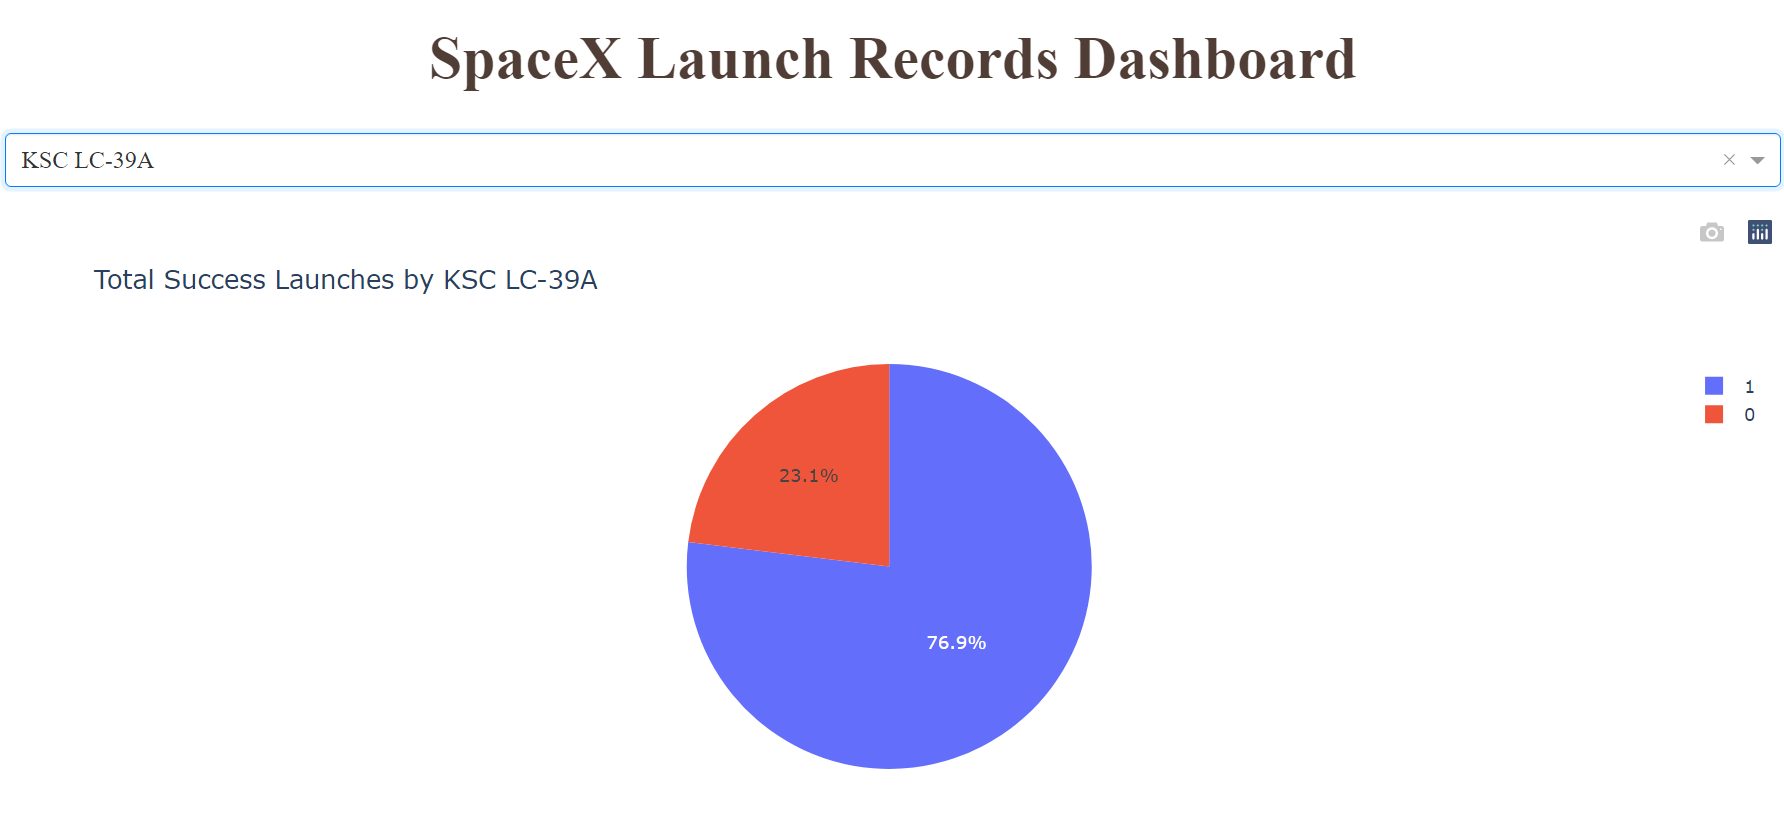 SpaceX Launch Records Dashboard
KSC LC-39A
Total Success Launches by KSC LC-39A
1
0
23.1%
76.9%